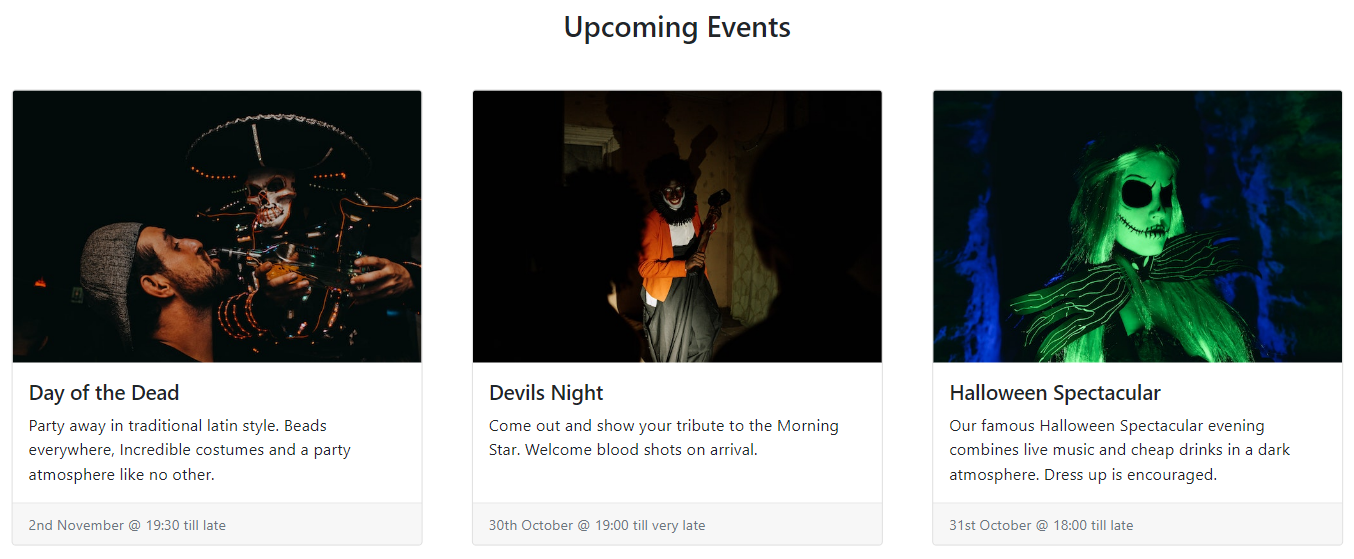 Upcoming Events
Day of the Dead
Party away in traditional latin style. Beads
everywhere, Incredible costumes and a party
atmosphere like no other.
2nd November @ 19:30 till late
Devils Night
Come out and show your tribute to the Morning
Star. Welcome blood shots on arrival.
30th October @ 19:00 till very late
Halloween Spectacular
Our famous Halloween Spectacular evening
combines live music and cheap drinks in a dark
atmosphere. Dress up is encouraged.
31st October @ 18:00 till late